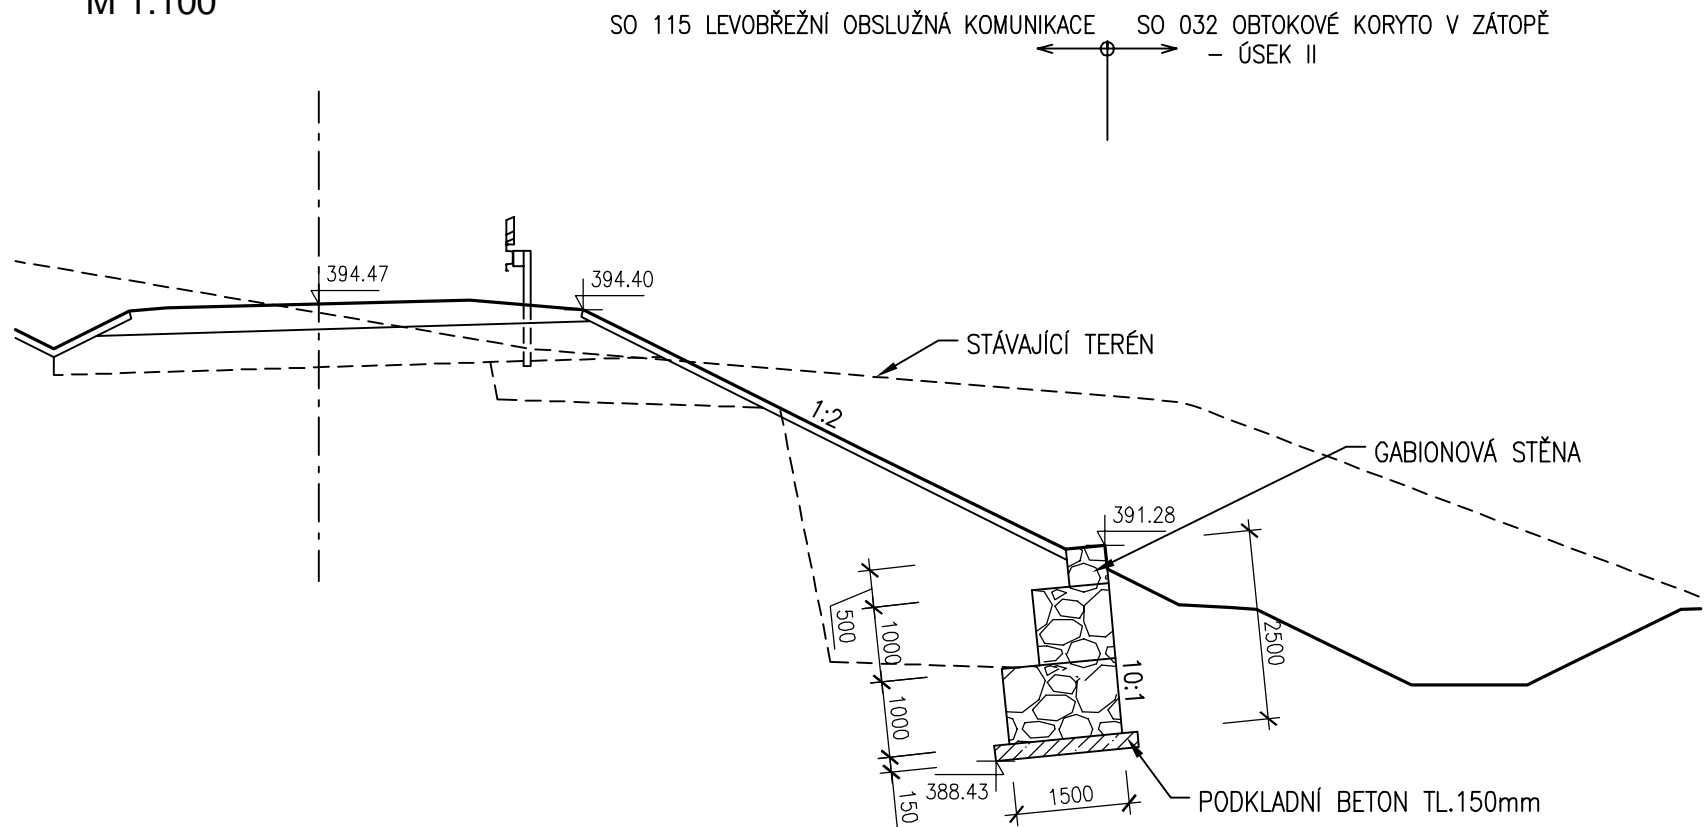 M 1:100
SO 115 LEVOBŘEŽNÍ OBSLUŽNÁ KOMUNIKACE
SO 032 OBTOKOVÉ KORYTO V ZÁTOPĚ
– ÚSEK II
394.47
394.40
STÁVAJÍCÍ TERÉN
1:2
GABIONOVÁ STĚNA
391.28
500
1000
2500
10:1
1000
388.43
150
1500
PODKLADNÍ BETON TL.150mm